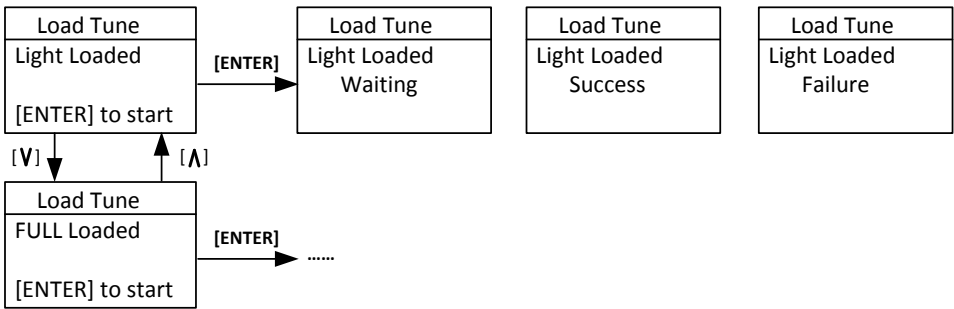 Load Tune
Light Loaded
[ENTER] to start
[ENTER]
Load Tune
Light Loaded
Waiting
Load Tune
Light Loaded
Success
Load Tune
Light Loaded
Failure
[V]
[Λ]
Load Tune
FULL Loaded
[ENTER] to start
[ENTER]
......